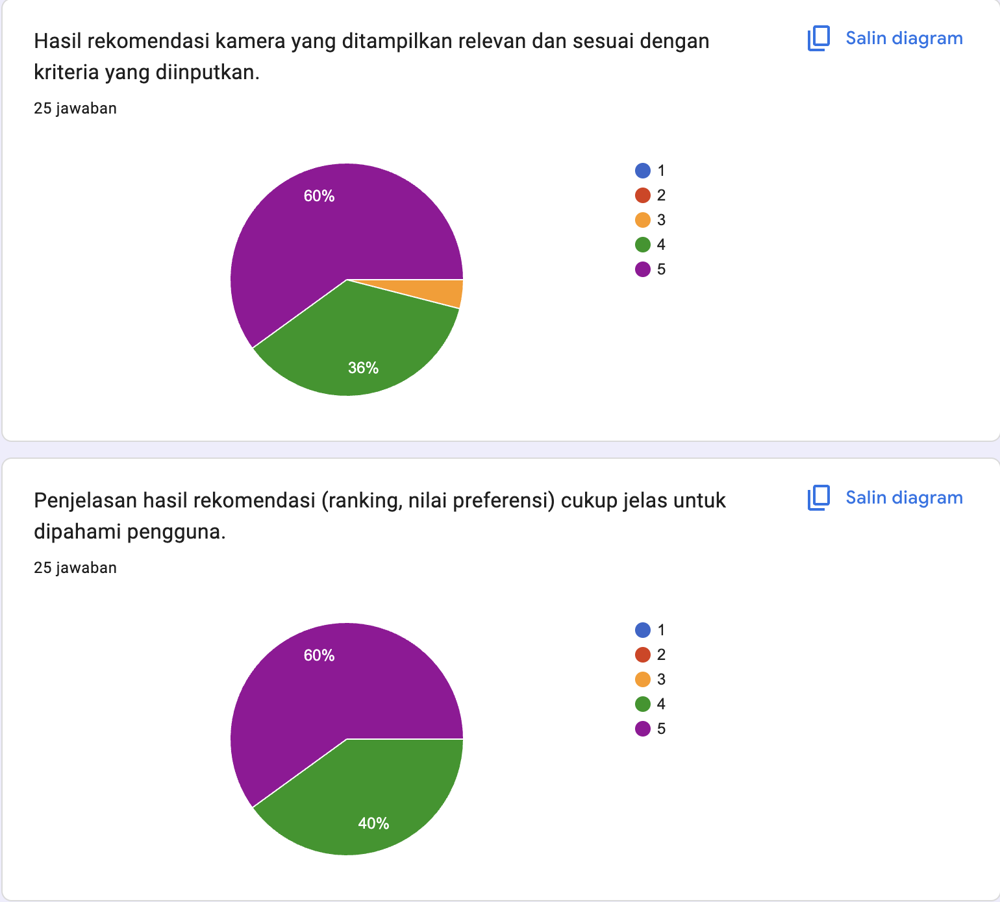 Hasil rekomendasi kamera yang ditampilkan relevan dan sesuai dengan
kriteria yang diinputkan.
Salin diagram
25 jawaban
60%
36%
1
2
3
4
5
Penjelasan hasil rekomendasi (ranking, nilai preferensi) cukup jelas untuk
dipahami pengguna.
Salin diagram
25 jawaban
60%
40%
1
2
3
4
5